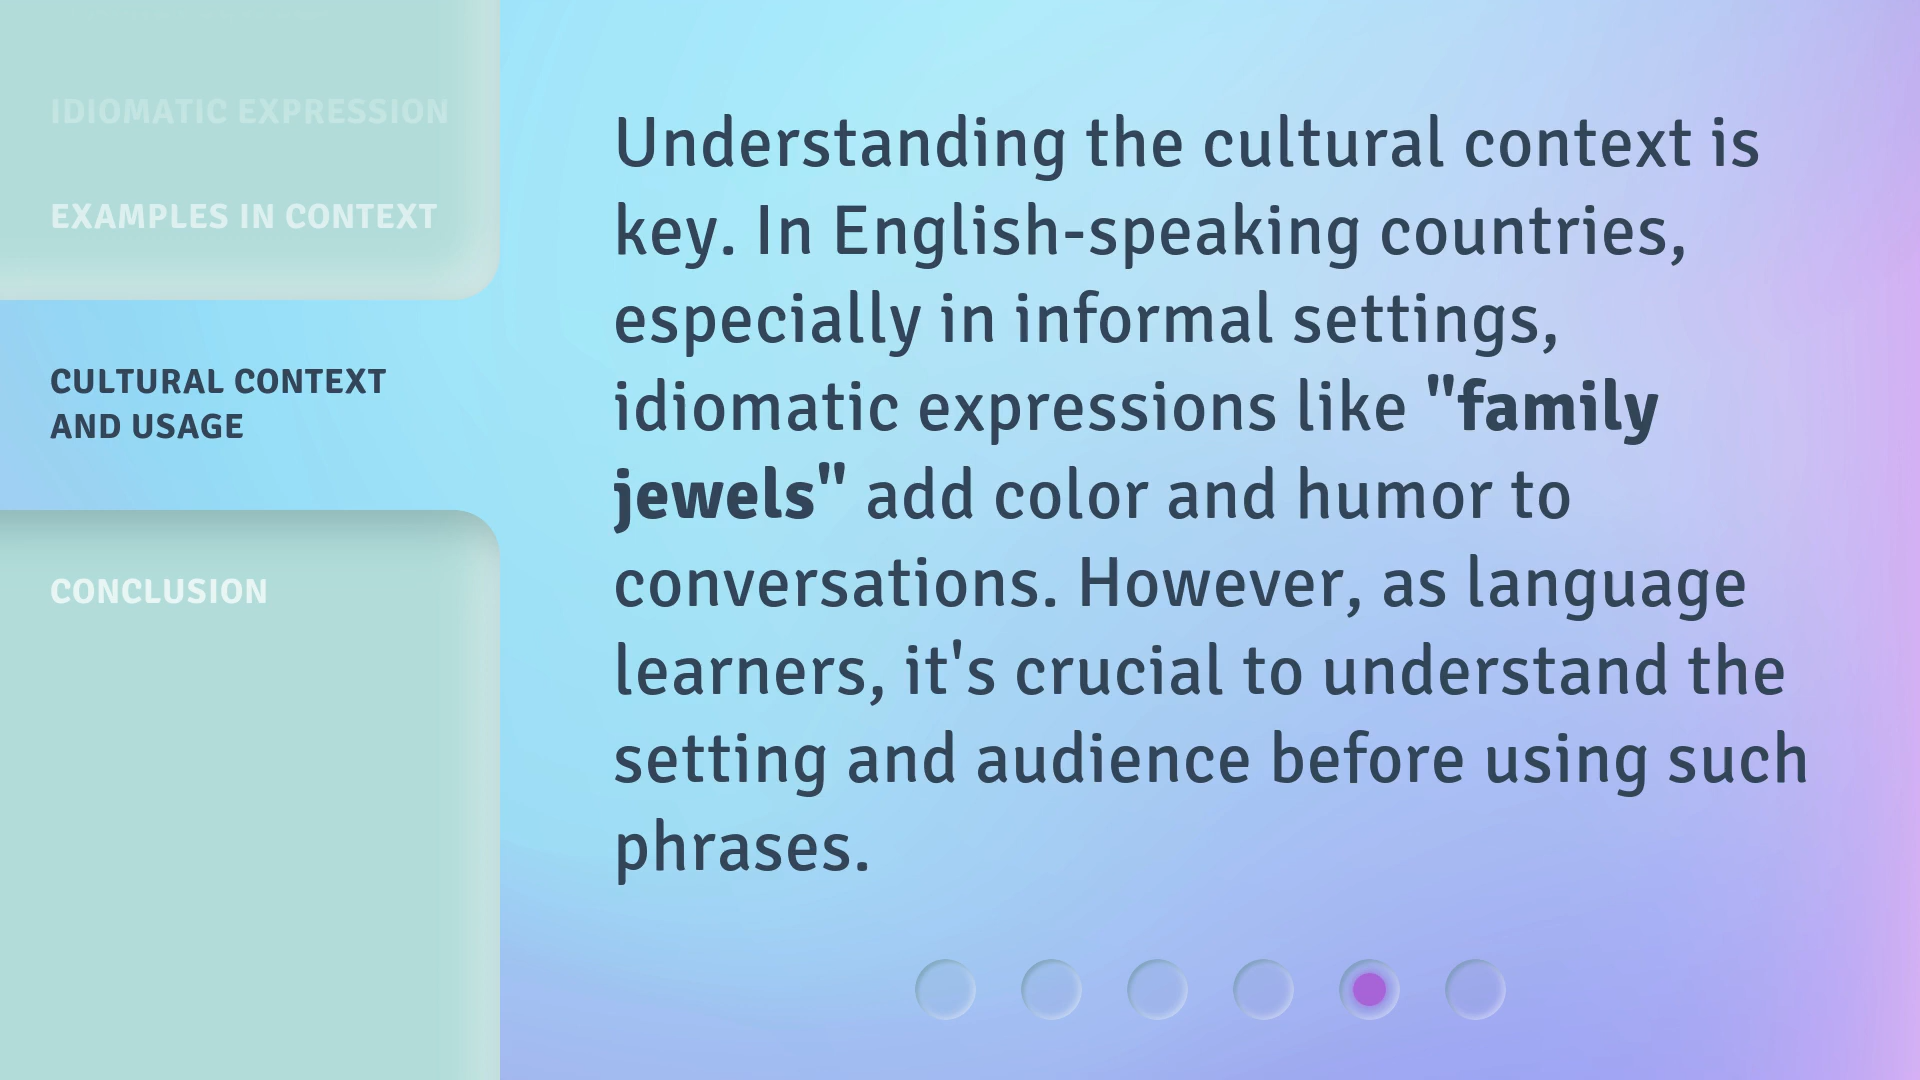 IDIOMATIC EXPRESSION
EXAMPLES IN CONTEXT
CULTURAL CONTEXT
AND USAGE
CONCLUSION
Understanding the cultural context is
key. In English-speaking countries,
especially in informal settings,
idiomatic expressions like "family
jewels" add color and humor to
conversations. However, as language
learners, it's crucial to understand the
setting and audience before using such
phrases.